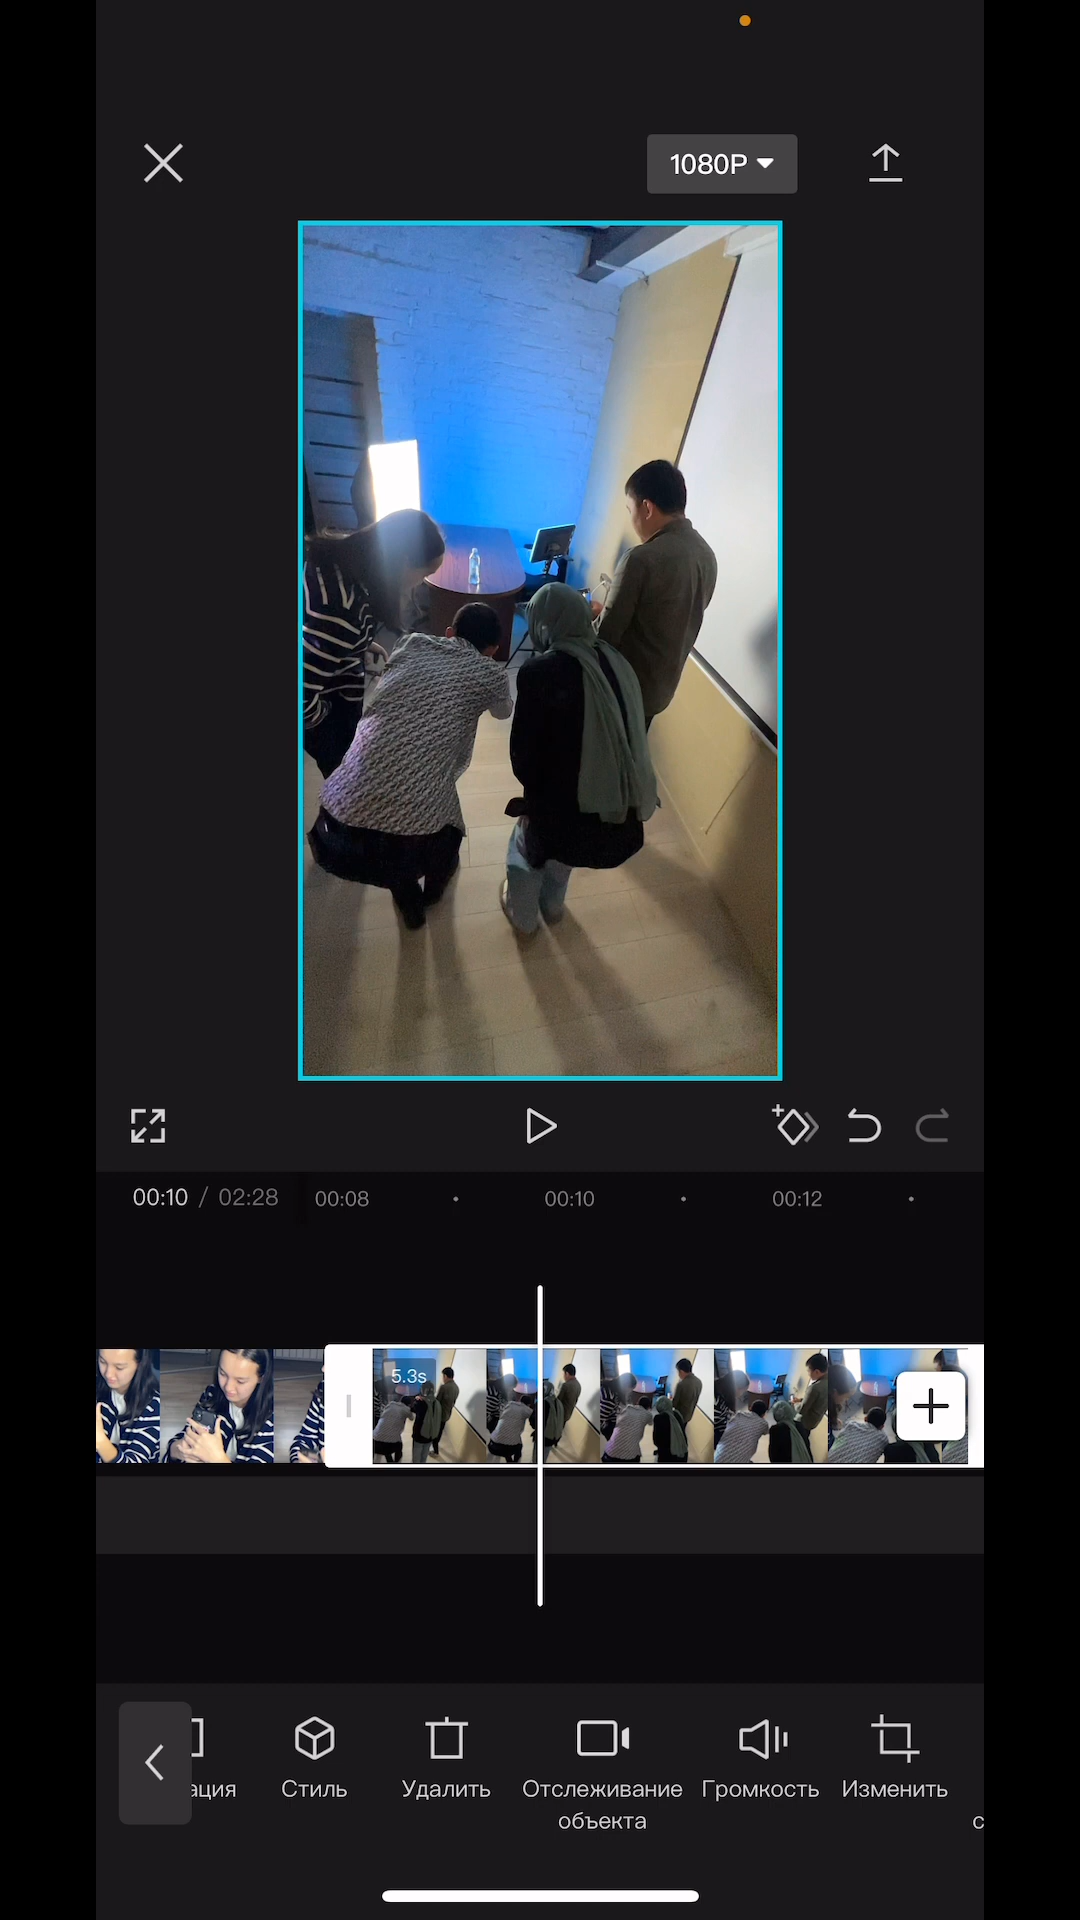 1080P
00:10 / 02:28 00:08 00:10 00:12
5.3s
ация
Стиль
Удалить
Отслеживание
объекта
Громкость
Изменить
с